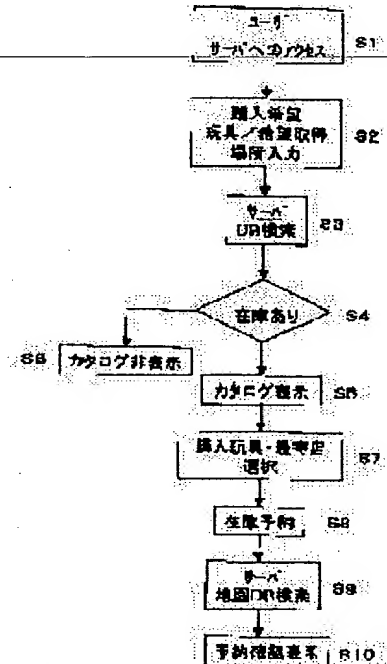 ユーザ
サーバへのアクセス
S1
購入希望
玩具／希望取得
場所入力
S2
サーバ
DB検索
S3
在庫あり
S4
カタログ非表示
S6
カタログ表示
S5
購入玩具・最寄店
選択
S7
在庫予約
S8
サーバ
地図DB検索
S9
予約確認表示
S10